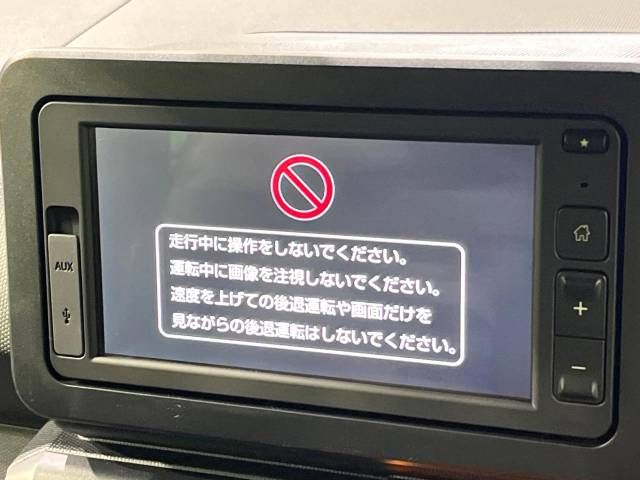 走行中に操作をしないでください。
運転中に画像を注視しないでください。
速度を上げての後退運転や画面だけを
見ながらの後退運転はしないでください。
AUX
+
−